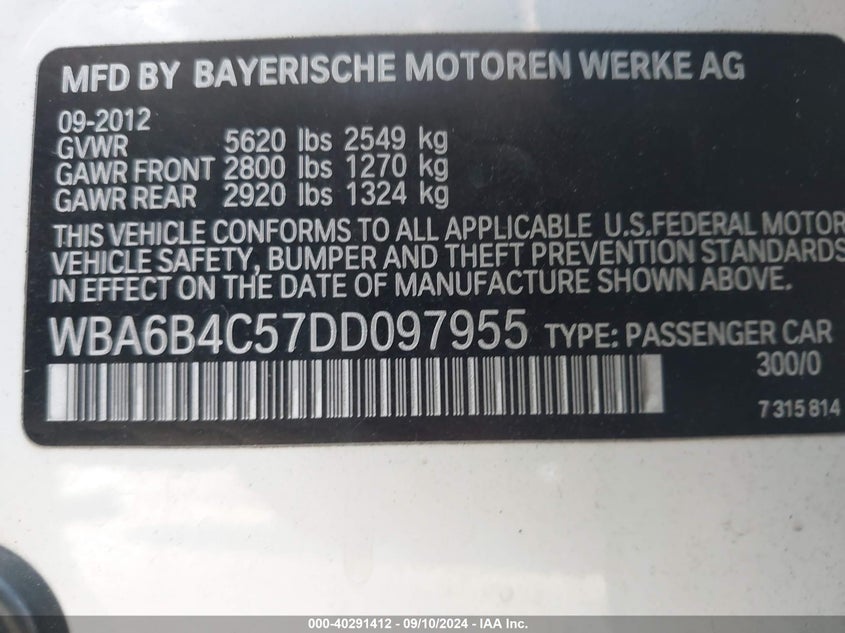 MFD BY BAYERISCHE MOTOREN WERKE AG
09-2012
GVWR 5620 lbs 2549 kg
GAWR FRONT 2800 lbs 1270 kg
GAWR REAR 2920 lbs 1324 kg
THIS VEHICLE CONFORMS TO ALL APPLICABLE U.S.FEDERAL MOTOR
VEHICLE SAFETY, BUMPER AND THEFT PREVENTION STANDARDS
IN EFFECT ON THE DATE OF MANUFACTURE SHOWN ABOVE.
WBA6B4C57DD097955 TYPE: PASSENGER CAR
300/0
7 315 814
000-40291412 - 09/10/2024 - IAA Inc.